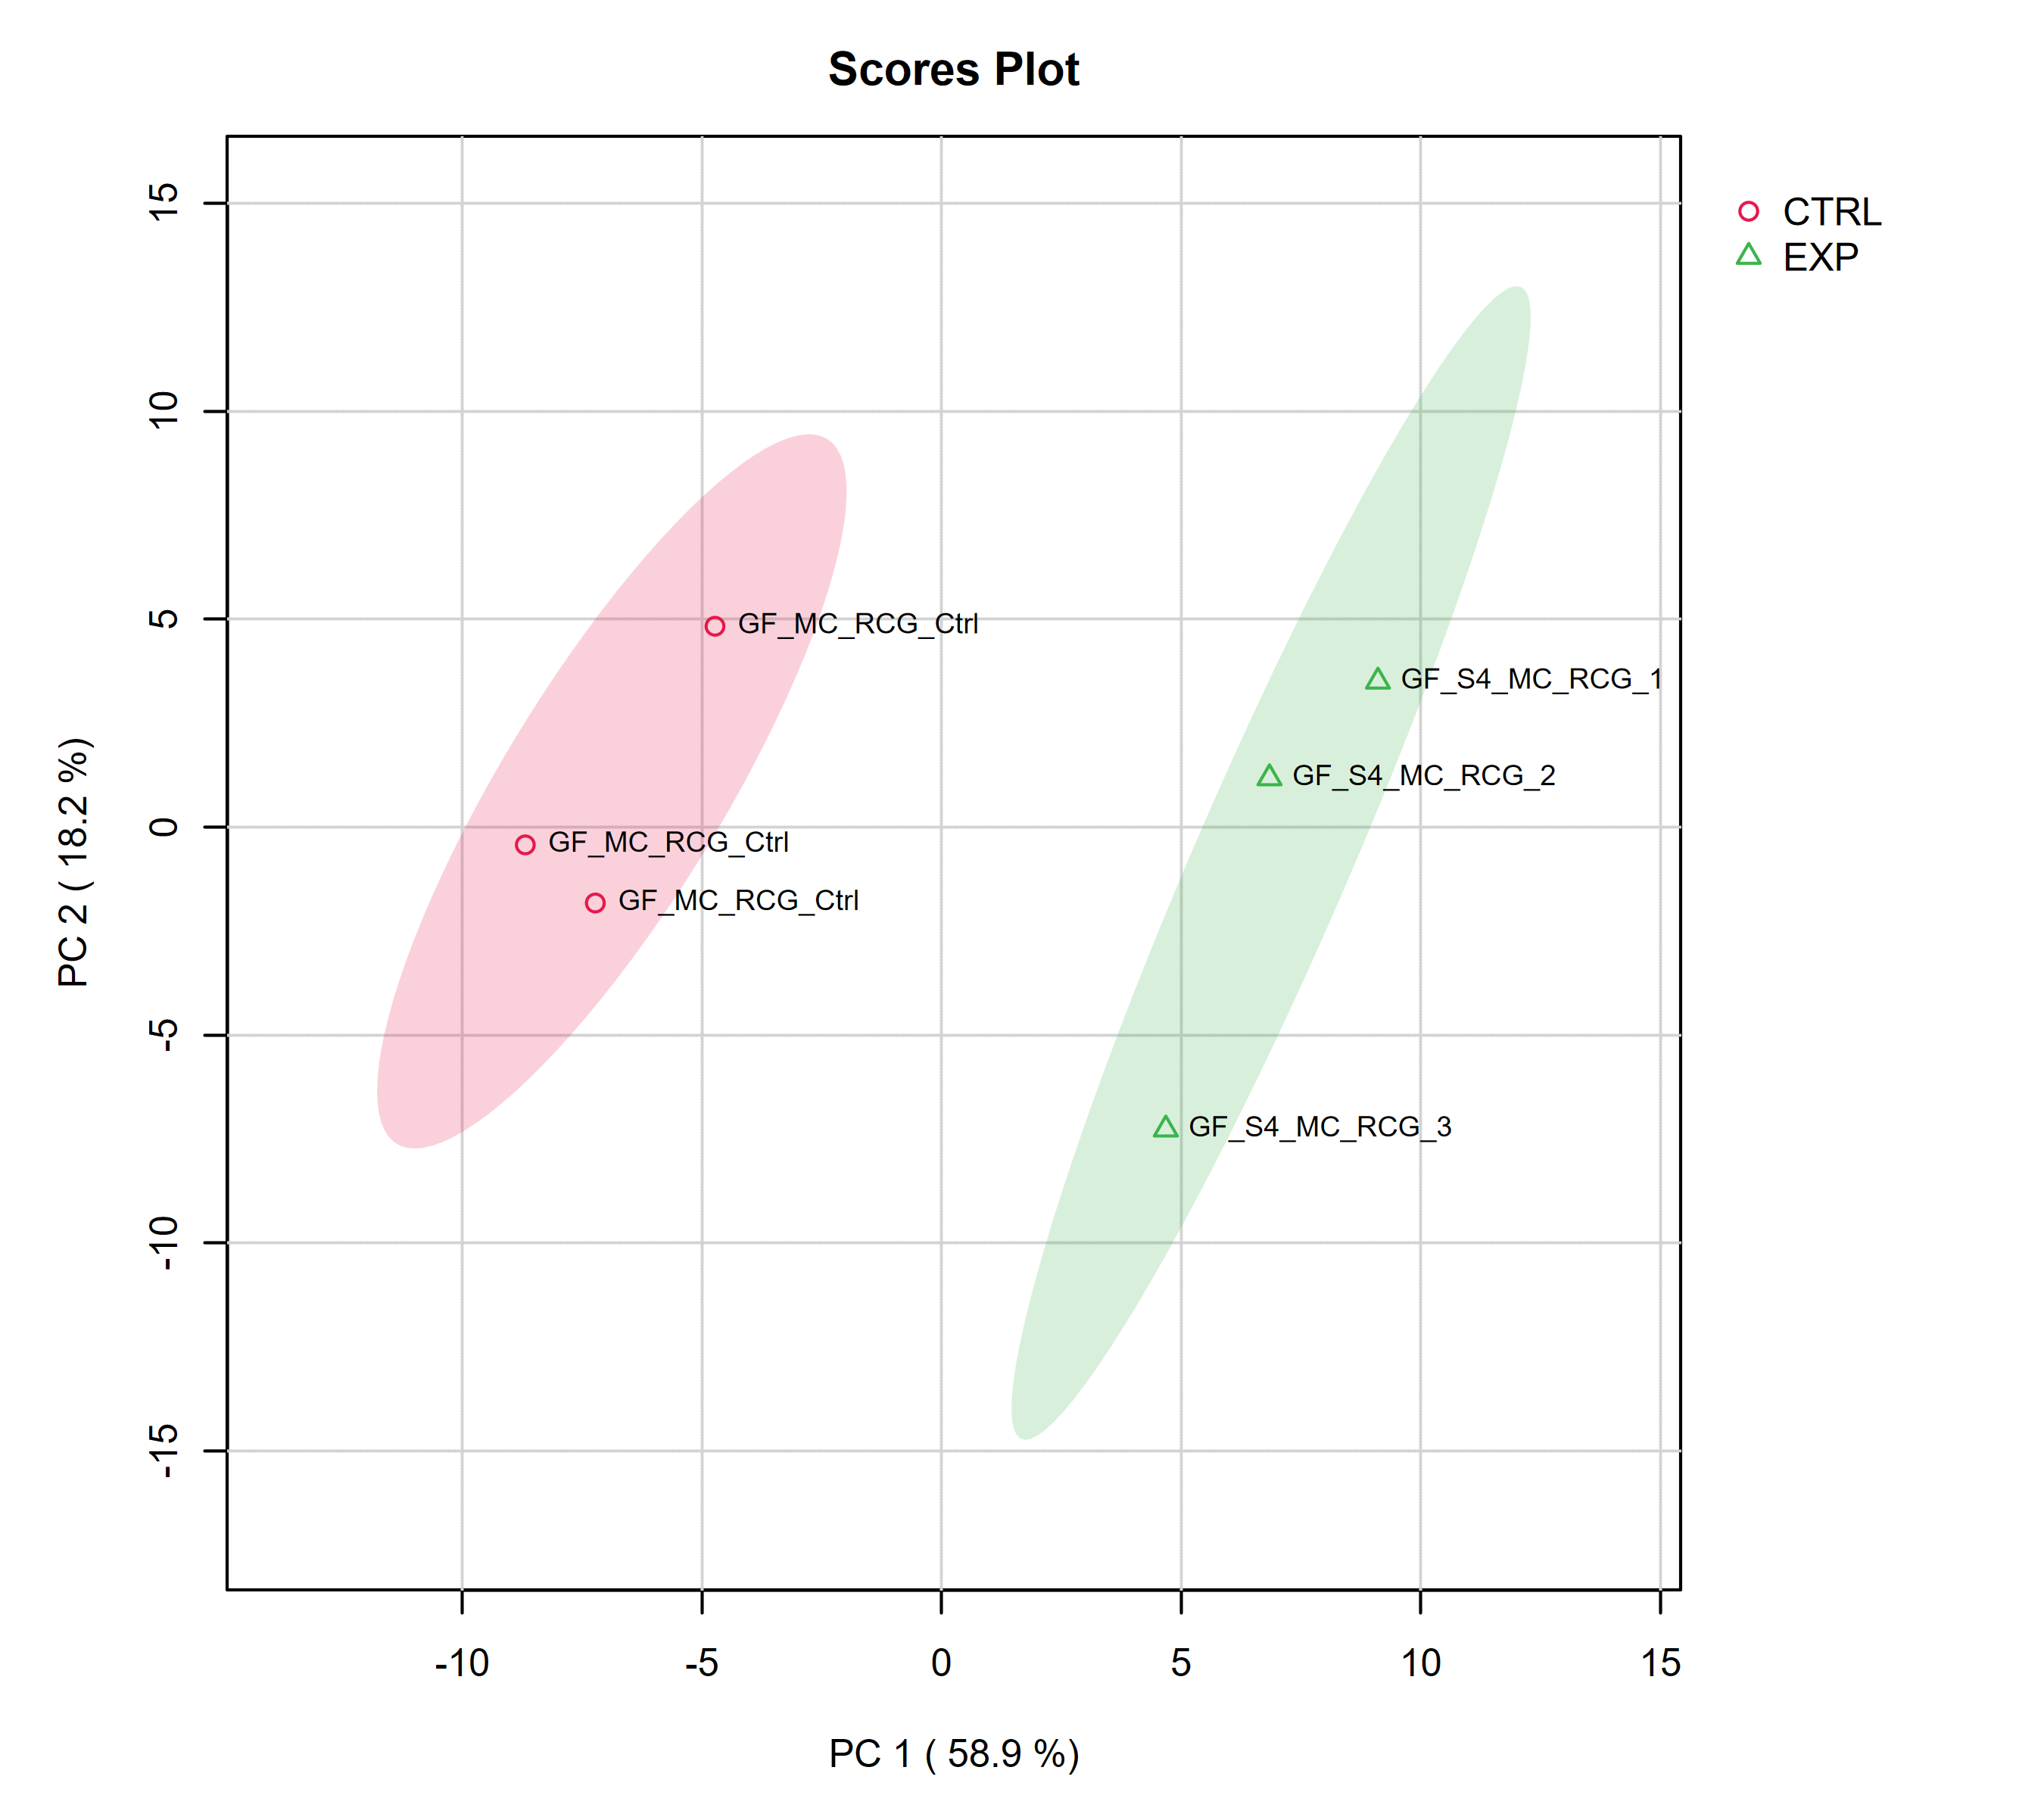 Scores Plot
CTRL
EXP
15
10
5
0
-5
-10
-15
PC 2 ( 18.2 %)
GF_MC_RCG_Ctrl
GF_S4_MC_RCG_1
GF_S4_MC_RCG_2
GF_MC_RCG_Ctrl
GF_MC_RCG_Ctrl
GF_S4_MC_RCG_3
-10
-5
0
5
10
15
PC 1 ( 58.9 %)